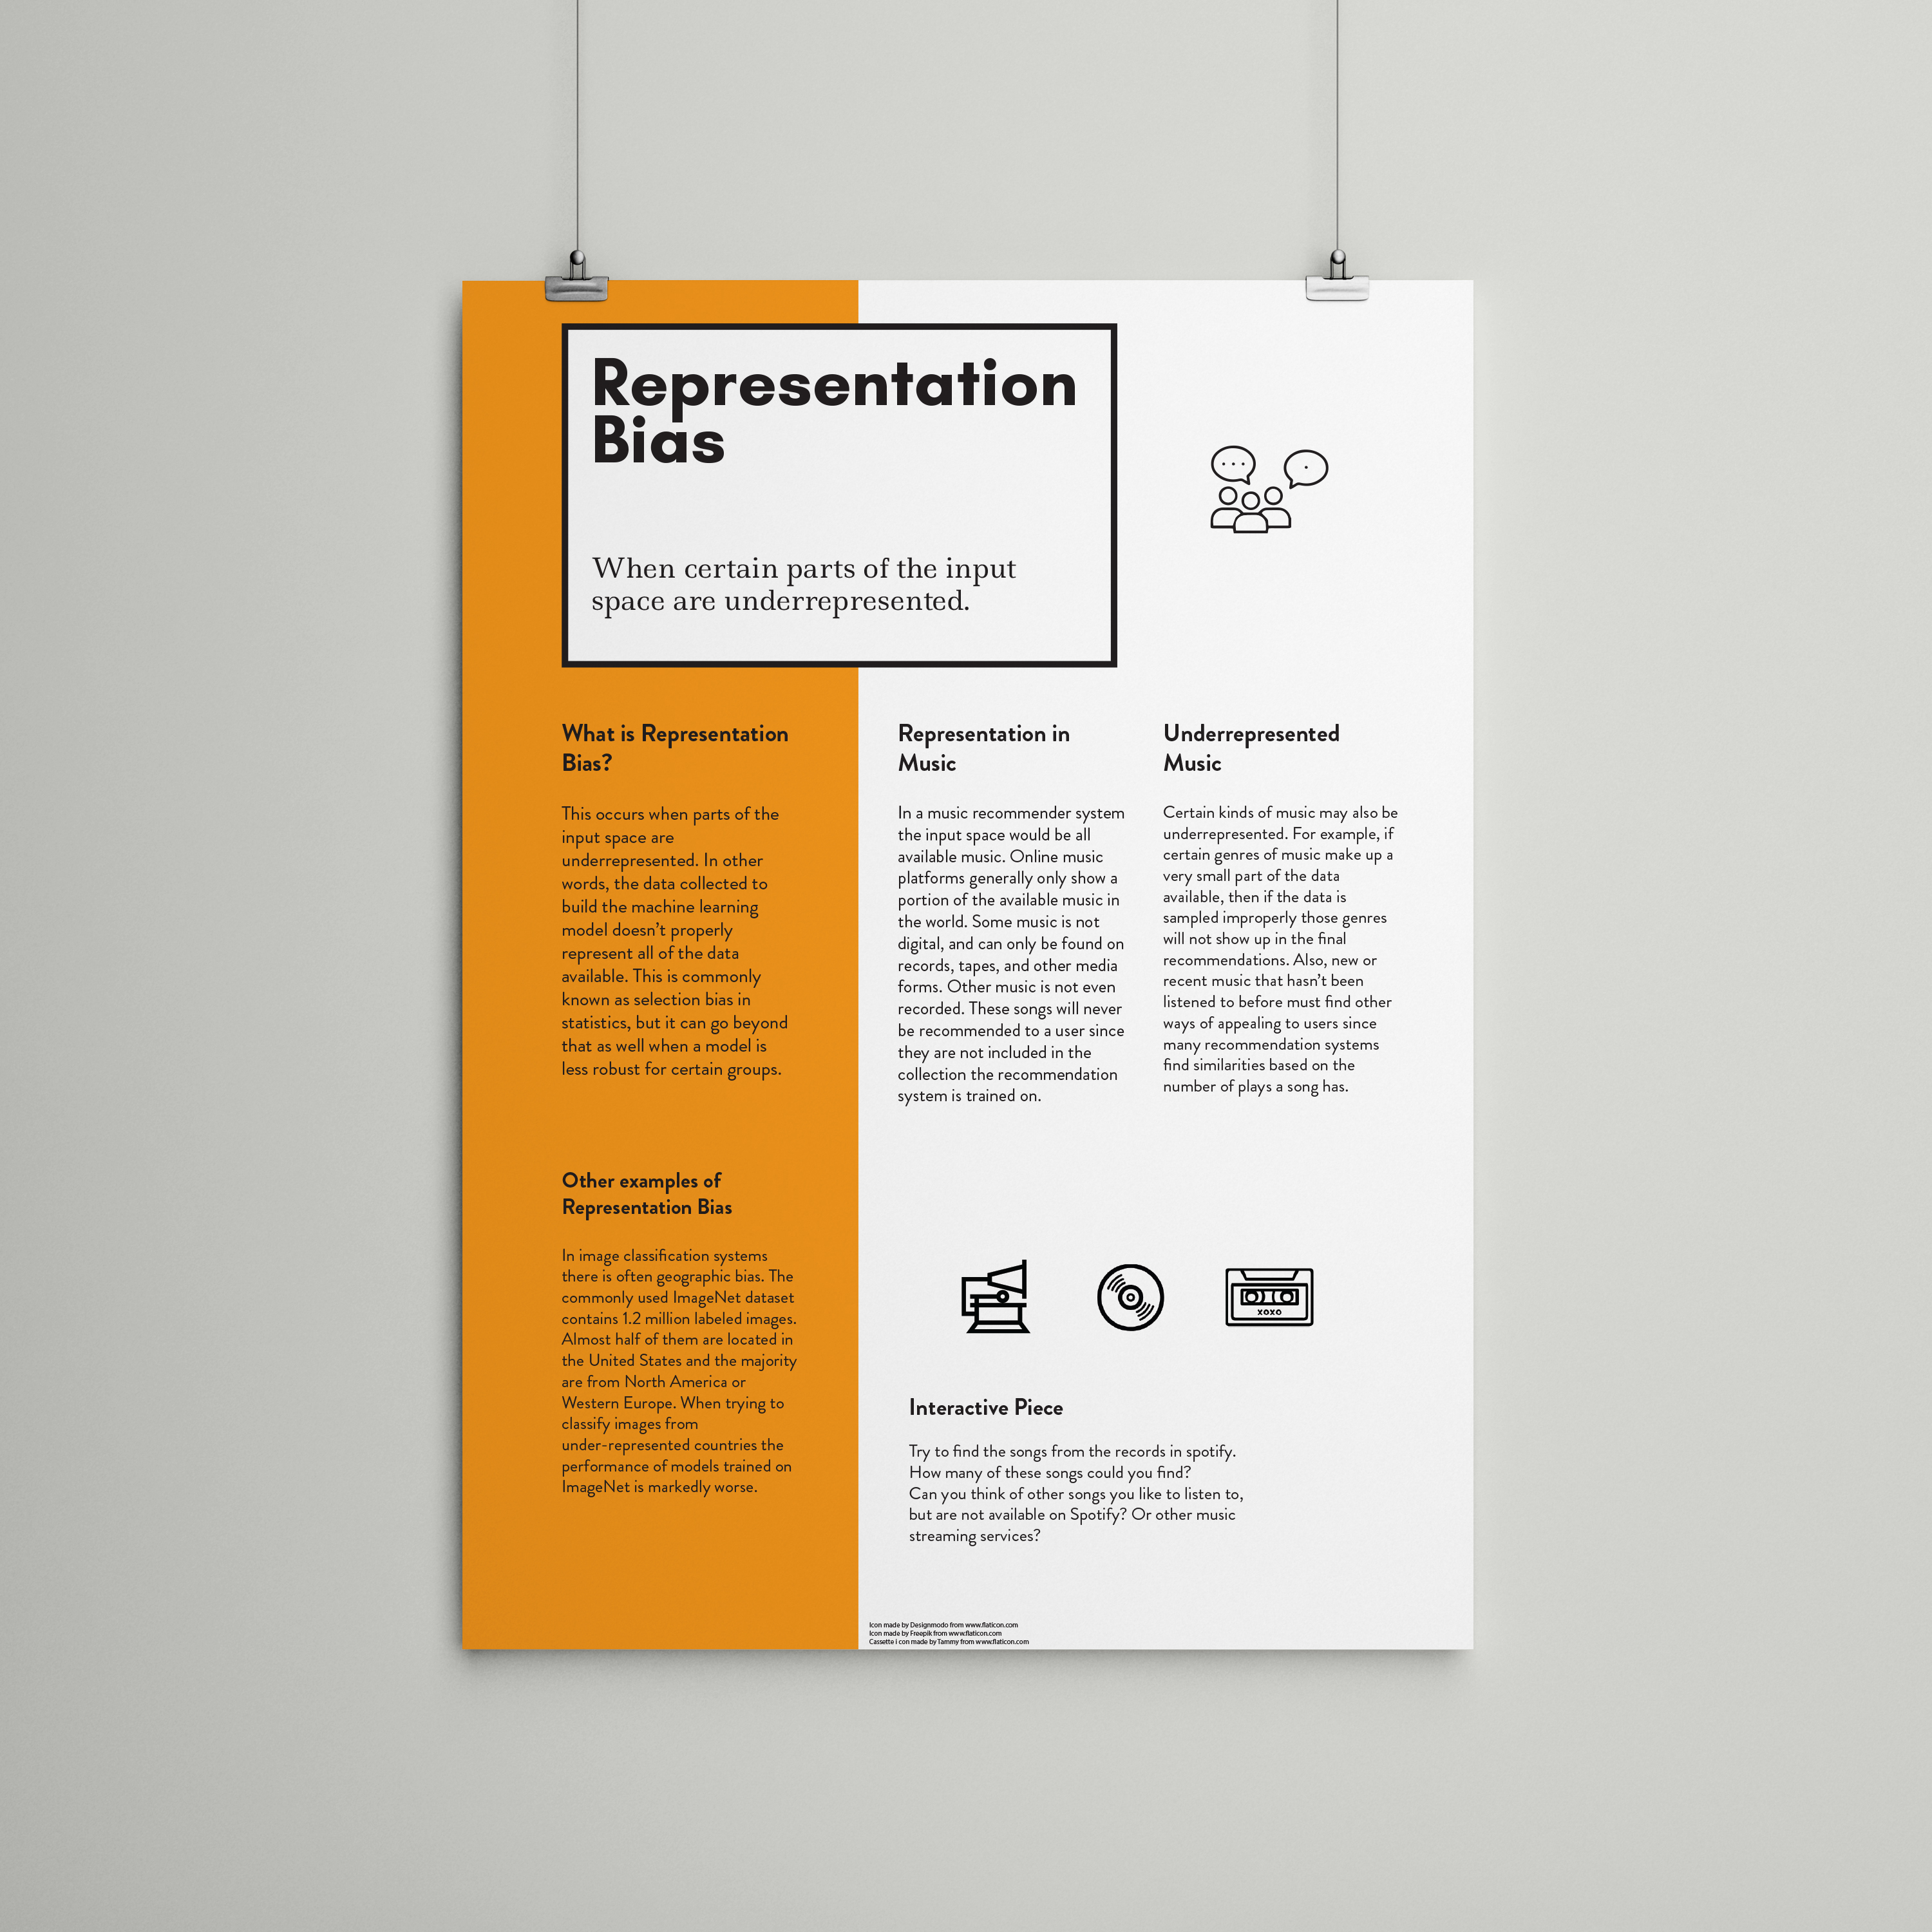 Representation
Bias
When certain parts of the input
space are underrepresented.
What is Representation
Bias?
This occurs when parts of the
input space are
underrepresented. In other
words, the data collected to
build the machine learning
model doesn't properly
represent all of the data
available. This is commonly
known as selection bias in
statistics, but it can go beyond
that as well when a model is
less robust for certain groups.
Other examples of
Representation Bias
In image classification systems
there is often geographic bias. The
commonly used ImageNet dataset
contains 1.2 million labeled images.
Almost half of them are located in
the United States and the majority
are from North America or
Western Europe. When trying to
classify images from
under-represented countries the
performance of models trained on
ImageNet is markedly worse.
Representation in
Music
In a music recommender system
the input space would be all
available music. Online music
platforms generally only show a
portion of the available music in
the world. Some music is not
digital, and can only be found on
records, tapes, and other media
forms. Other music is not even
recorded. These songs will never
be recommended to a user since
they are not included in the
collection the recommendation
system is trained on.
Underrepresented
Music
Certain kinds of music may also be
underrepresented. For example, if
certain genres of music make up a
very small part of the data
available, then if the data is
sampled improperly those genres
will not show up in the final
recommendations. Also, new or
recent music that hasn't been
listened to before must find other
ways of appealing to users since
many recommendation systems
find similarities based on the
number of plays a song has.
XOXO
Interactive Piece
Try to find the songs from the records in spotify.
How many of these songs could you find?
Can you think of other songs you like to listen to,
but are not available on Spotify? Or other music
streaming services?
Icon made by Designmodo from www.flaticon.com
Icon made by Freepik from www.flaticon.com
Cassette i con made by Tammy from www.flaticon.com